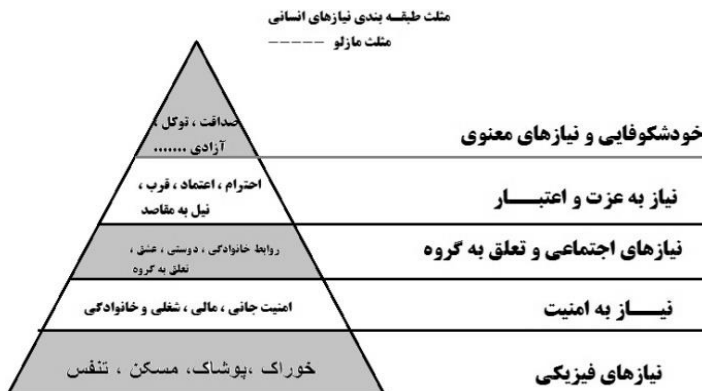 مثلث طبقه بندی نیازهای انسانی
مثلث مازلو -----
صداقت ، توکل ،
آزادی .......
خودشکوفایی و نیازهای معنوی
احترام ، اعتماد ، قرب ،
نیل به مقاصد
نیاز به عزت و اعتبـــــار
روابط خانوادگی ، دوستی ، عشق ،
تعلق به گروه
نیازهای اجتماعی و تعلق به گروه
امنیت جانی ، مالی ، شغلی و خانوادگی
نیـــــاز به امنیت
خوراک ،پوشاک، مسکن ، تنفس
نیازهای فیزیکی